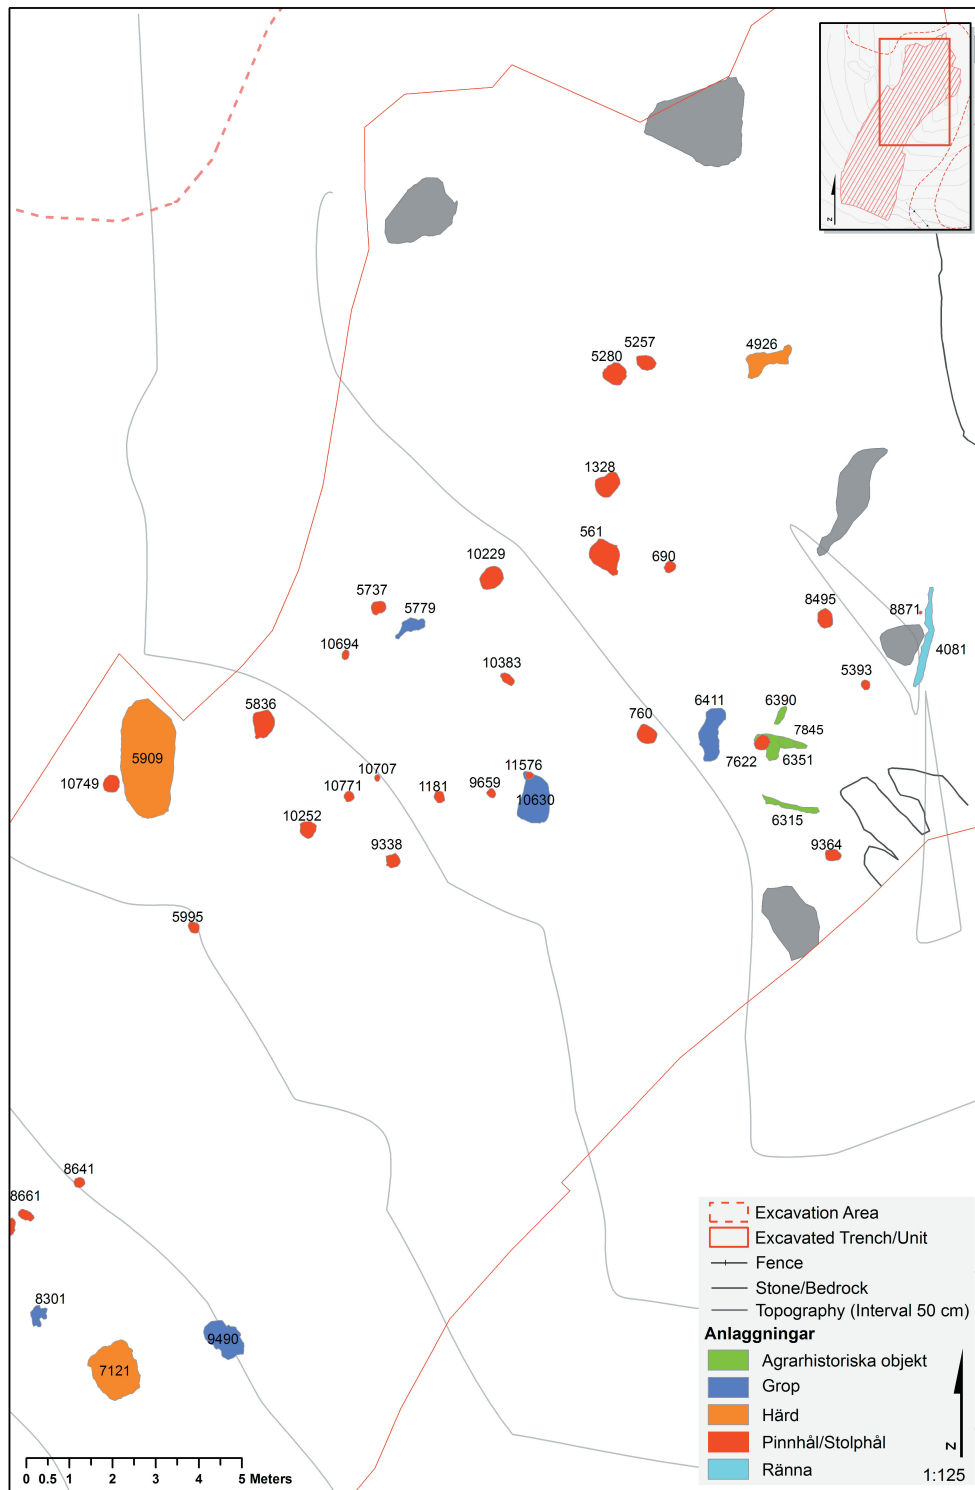 N
5257
5280
4926
1328
561
690
10229
5737
5779
8495
8871
4081
10694
10383
5393
5836
760
6411
6390
7845
7622
6351
5909
10749
10707
10771
1181
9659
11576
10630
6315
10252
9338
9364
5995
8641
8661
8301
9490
7121
Excavation Area
Excavated Trench/Unit
Fence
Stone/Bedrock
Topography (Interval 50 cm)
Anlaggningar
Agrarhistoriska objekt
Grop
Härd
Pinnhål/Stolphål
Ränna
N
1:125
0 0.5 1 2 3 4 5 Meters